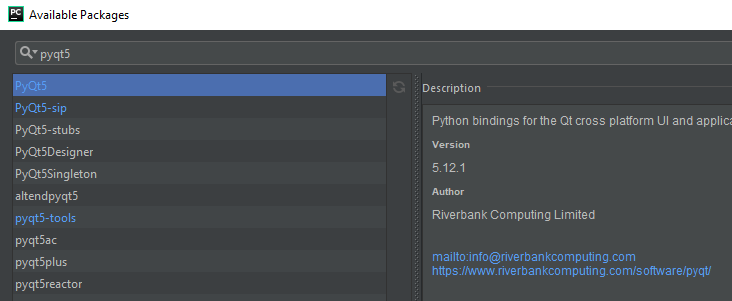 PC
Available Packages
pyqt5
PyQt5
PyQt5-sip
PyQt5-stubs
PyQt5Designer
PyQt5Singleton
altendpyqt5
pyqt5-tools
pyqt5ac
pyqt5plus
pyqt5reactor
Description
Python bindings for the Qt cross platform UI and applica
Version
5.12.1
Author
Riverbank Computing Limited
mailto:info@riverbankcomputing.com
https://www.riverbankcomputing.com/software/pyqt/